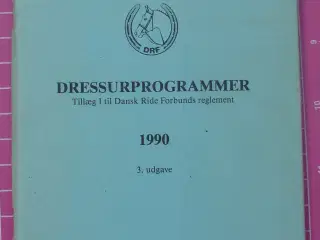 DRF
DRESSURPROGRAMMER
Tillæg I til Dansk Ride Forbunds reglement
1990
3. udgave